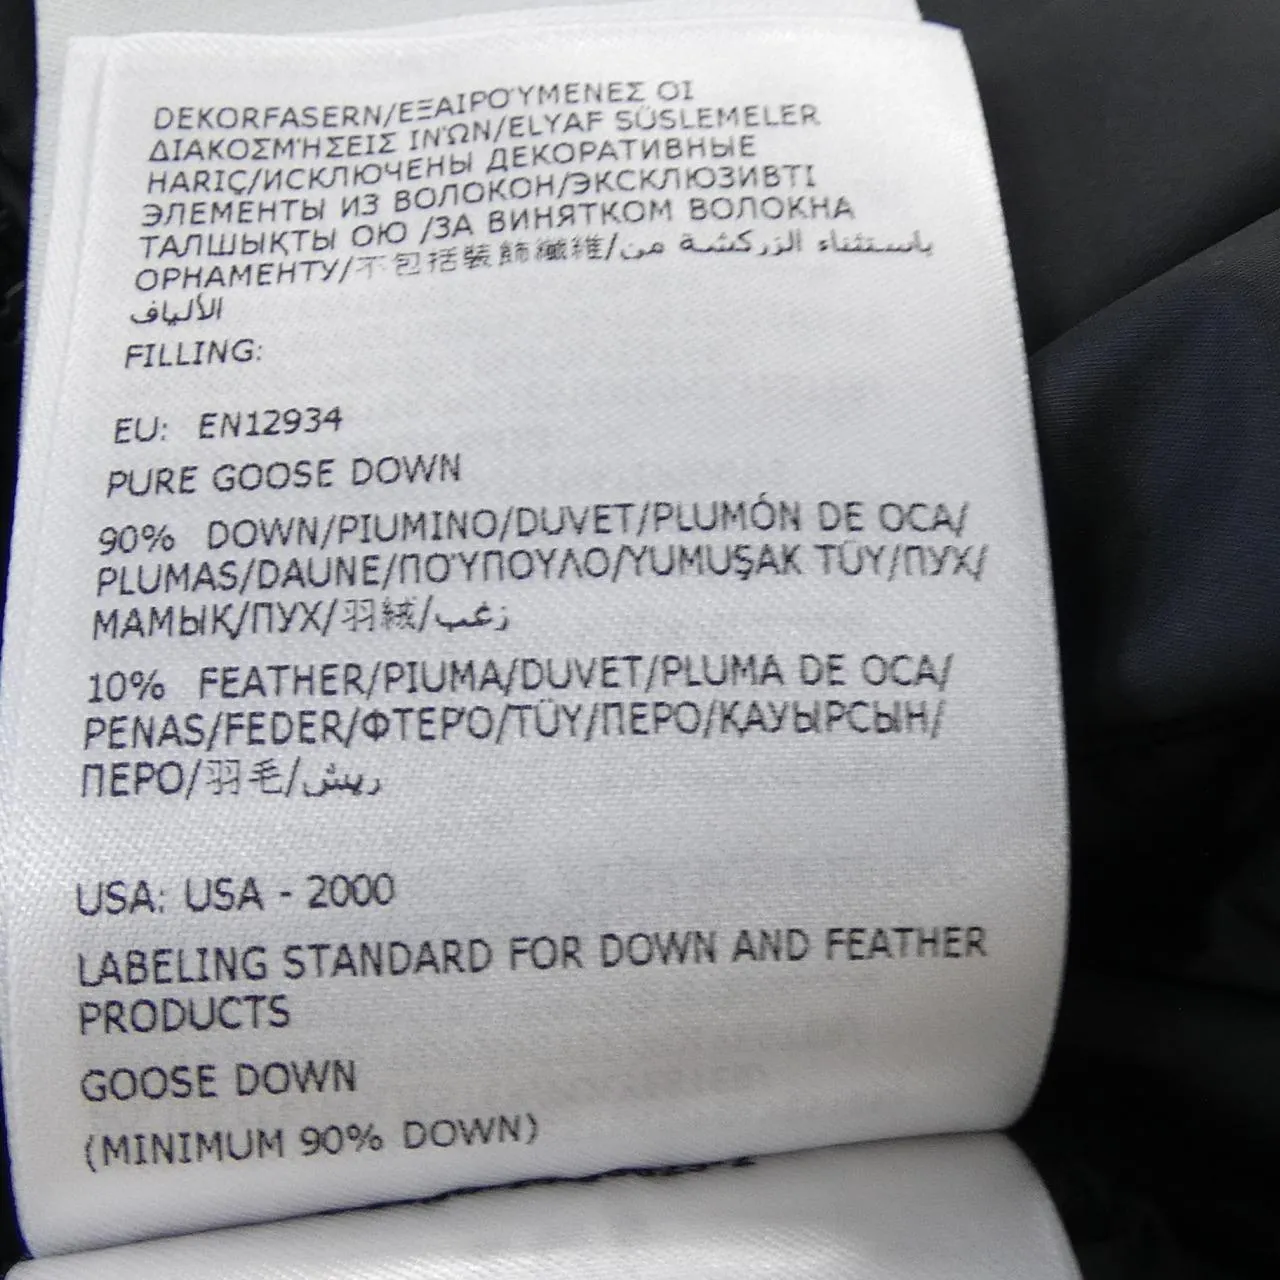 DEKORFASERN/ΕΞΑΙΡΟΎΜΕΝΕΣ ΟΙ
ΔΙΑΚΟΣΜΉΣΕΙΣ ΙΝΏΝ/ELYAF SÜSLEMELER
HARIÇ/ИСКЛЮЧЕНЫ ДЕКОРАТИВНЫЕ
ЭЛЕМЕНТЫ ИЗ ВОЛОКОН/ЭКСКЛЮЗИВТІ
ТАЛШЫҚТЫ ОЮ /ЗА ВИНЯТКОМ ВОЛОКНА
ОРНАМЕНТУ/不包括裝飾纖維/باستثناء الزركشة من
الألياف
FILLING:
EU: EN12934
PURE GOOSE DOWN
90% DOWN/PIUMINO/DUVET/PLUMÓN DE OCA/
PLUMAS/DAUNE/ΠΟΎΠΟΥΛΟ/YUMUŞAK TÜY/ПУХ/
МАМЫҚ/ПУХ/羽絨/زغب
10% FEATHER/PIUMA/DUVET/PLUMA DE OCA/
PENAS/FEDER/ΦΤΕΡΌ/TÜY/ПЕРО/ҚАУЫРСЫН/
ПЕРО/羽毛/ريش
USA: USA - 2000
LABELING STANDARD FOR DOWN AND FEATHER
PRODUCTS
GOOSE DOWN
(MINIMUM 90% DOWN)